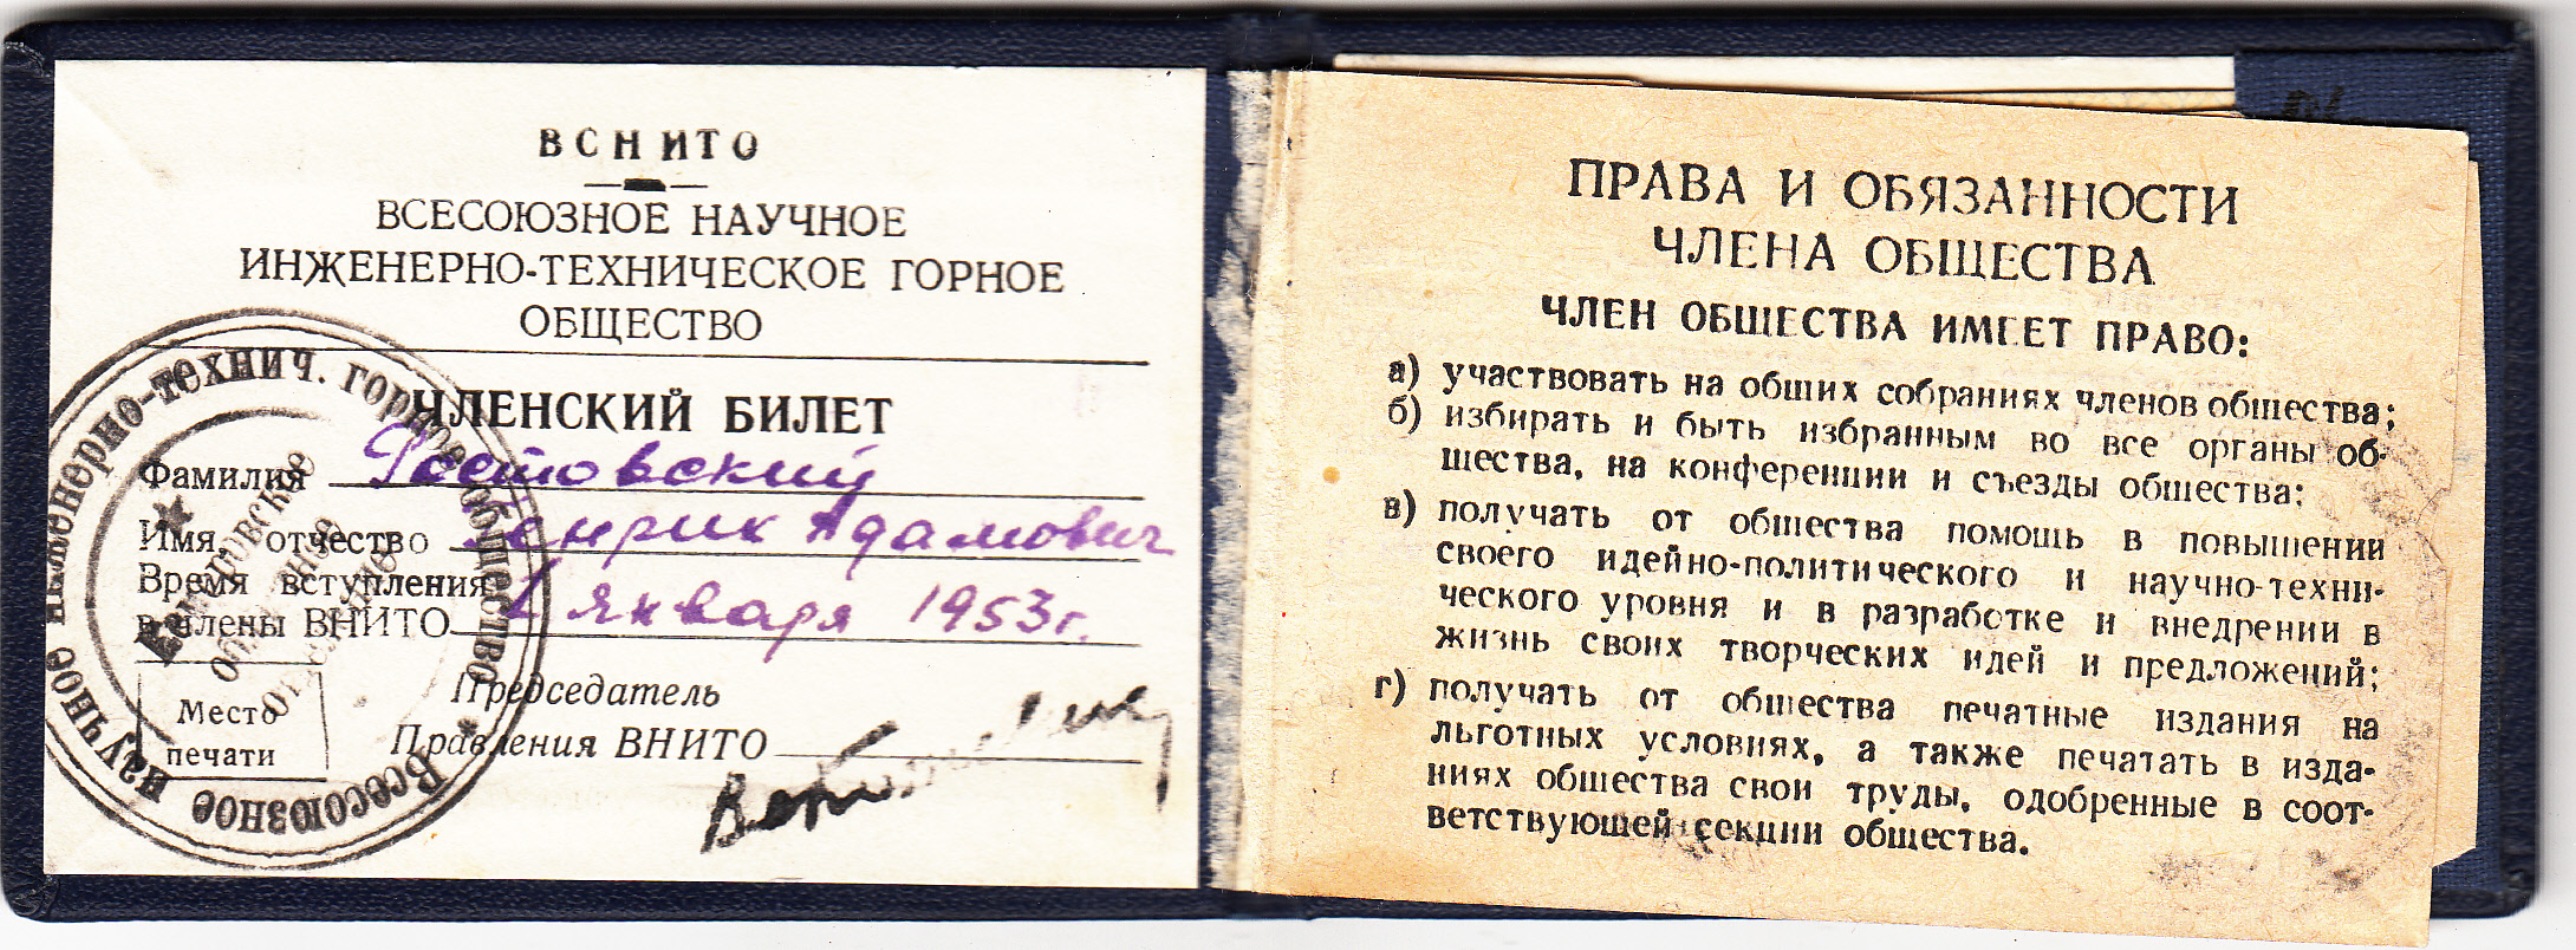 ВСНИТО
ВСЕСОЮЗНОЕ НАУЧНОЕ
ИНЖЕНЕРНО-ТЕХНИЧЕСКОЕ ГОРНОЕ
ОБЩЕСТВО
ЧЛЕНСКИЙ БИЛЕТ
Фамилия Ростовский
Имя, отчество Генрик Адамович
Время вступления
в члены ВНИТО 1 января 1953 г.
Председатель
Правления ВНИТО
Место
печати
Всесоюзное научное инженерно-технич. горное общество
Кемеровское
отделение
ПРАВА И ОБЯЗАННОСТИ
ЧЛЕНА ОБЩЕСТВА
ЧЛЕН ОБЩЕСТВА ИМЕЕТ ПРАВО:
а) участвовать на общих собраниях членов общества;
б) избирать и быть избранным во все органы об-
щества, на конференции и съезды общества;
в) получать от общества помощь в повышении
своего идейно-политического и научно-техни-
ческого уровня и в разработке и внедрении в
жизнь своих творческих идей и предложений;
г) получать от общества печатные издания на
льготных условиях, а также печатать в изда-
ниях общества свои труды, одобренные в соот-
ветствующей секции общества.